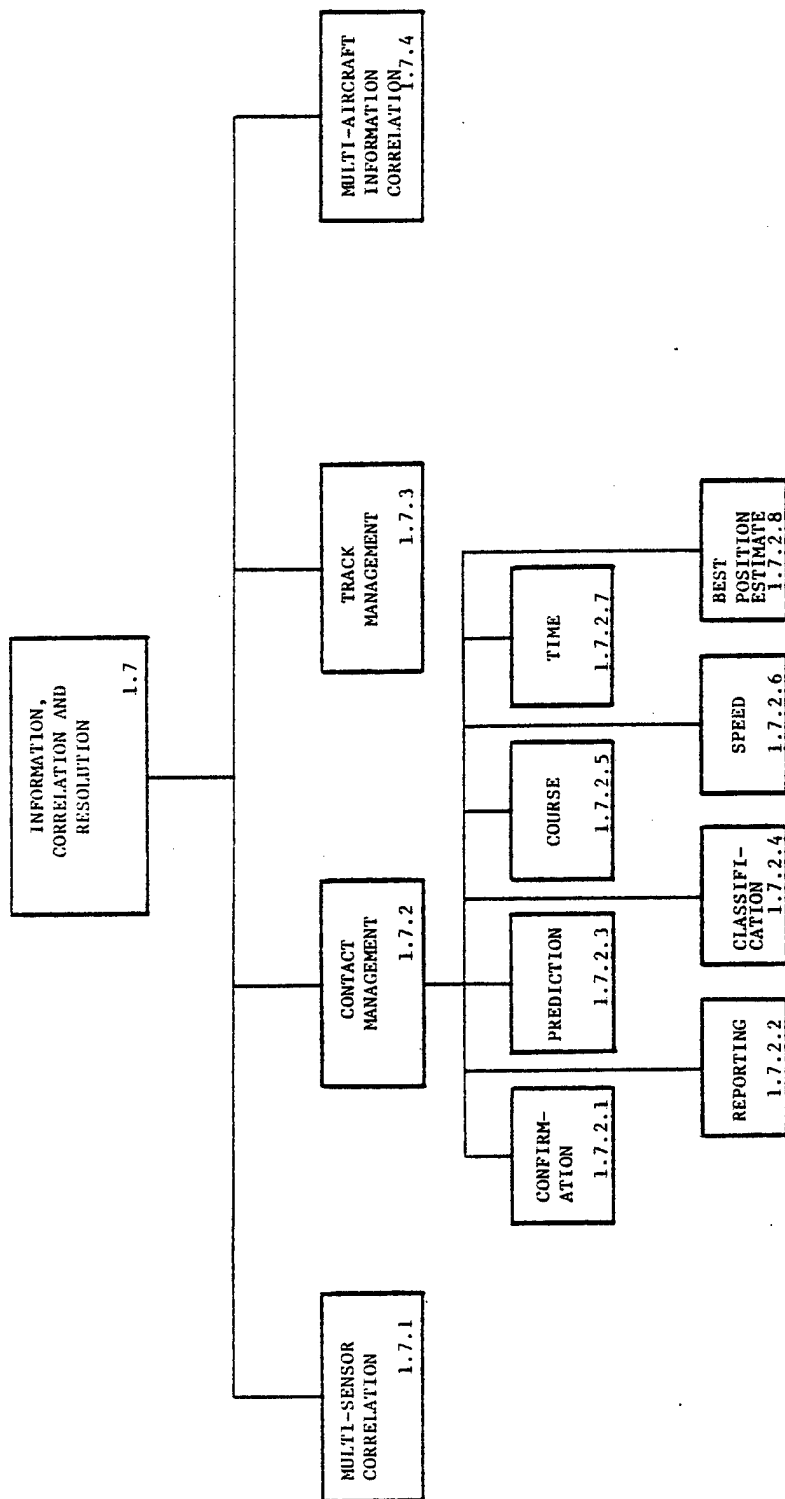 INFORMATION,
CORRELATION AND
RESOLUTION
1.7
MULTI-SENSOR
CORRELATION
1.7.1
CONTACT
MANAGEMENT
1.7.2
TRACK
MANAGEMENT
1.7.3
MULTI-AIRCRAFT
INFORMATION
CORRELATION
1.7.4
CONFIRM-
ATION
1.7.2.1
PREDICTION
1.7.2.3
COURSE
1.7.2.5
TIME
1.7.2.7
REPORTING
1.7.2.2
CLASSIFI-
CATION
1.7.2.4
SPEED
1.7.2.6
BEST
POSITION
ESTIMATE
1.7.2.8